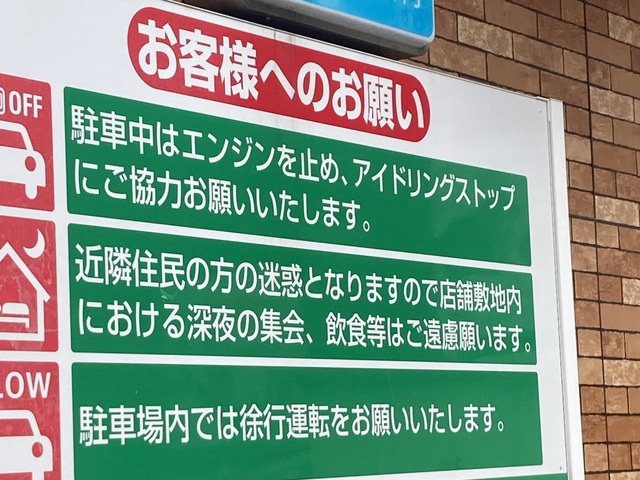 お客様へのお願い
OFF
駐車中はエンジンを止め、アイドリングストップ
にご協力お願いいたします。
近隣住民の方の迷惑となりますので店舗敷地内
における深夜の集会、飲食等はご遠慮願います。
LOW
駐車場内では徐行運転をお願いいたします。